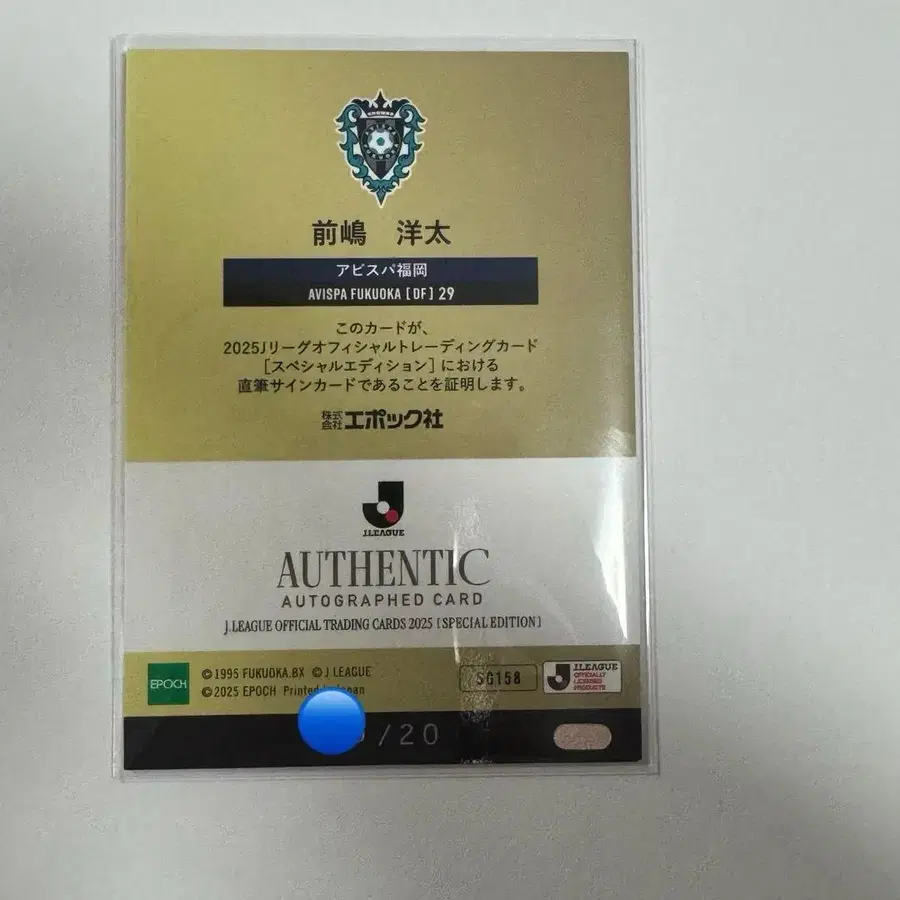 前嶋 洋太
アビスパ福岡
AVISPA FUKUOKA [DF] 29
このカードが、
2025Jリーグオフィシャルトレーディングカード
[スペシャルエディション] における
直筆サインカードであることを証明します。
株式会社エポック社
J.LEAGUE
AUTHENTIC
AUTOGRAPHED CARD
J.LEAGUE OFFICIAL TRADING CARDS 2025 [SPECIAL EDITION]
EPOCH
©1995 FUKUOKA.BX ©J LEAGUE
©2025 EPOCH Printed in Japan
SG158
J.LEAGUE
OFFICIALLY
LICENSED
PRODUCTS
/20